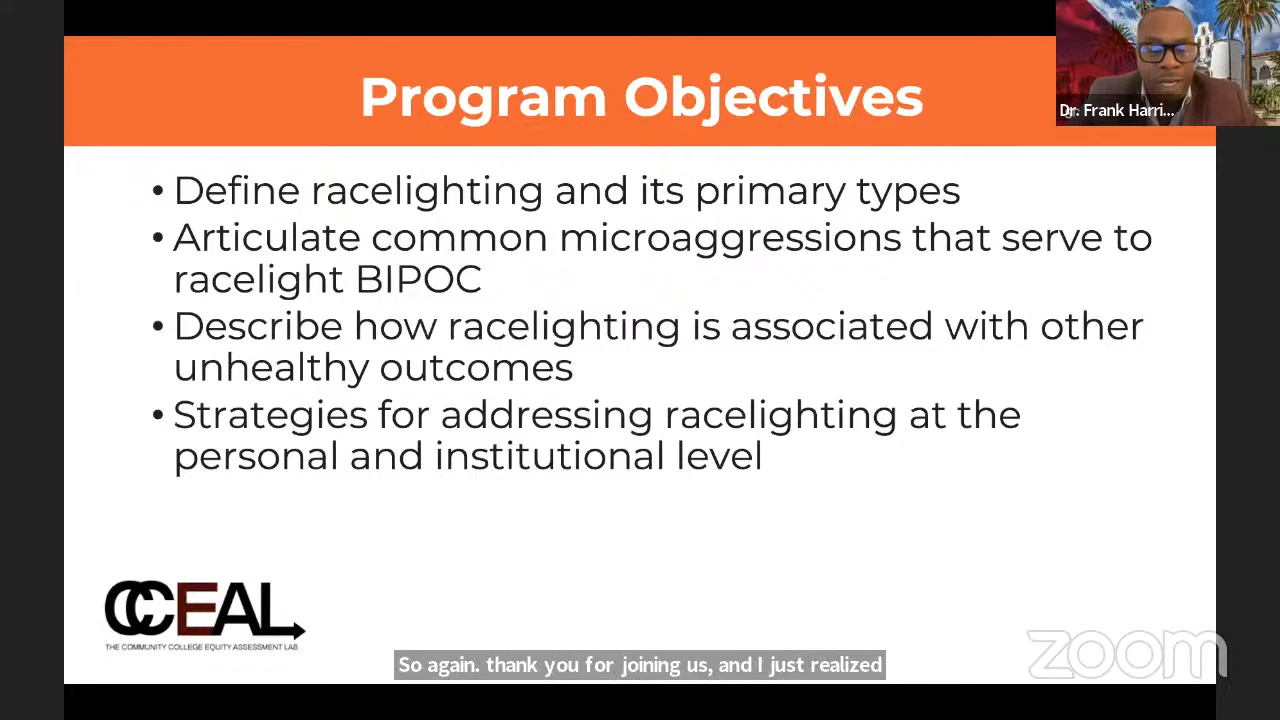 Program Objectives
Dr. Frank Harri...
• Define racelighting and its primary types
• Articulate common microaggressions that serve to
racelight BIPOC
• Describe how racelighting is associated with other
unhealthy outcomes
• Strategies for addressing racelighting at the
personal and institutional level
CCEAL
THE COMMUNITY COLLEGE EQUITY ASSESSMENT LAB
So again. thank you for joining us, and I just realized
zoom